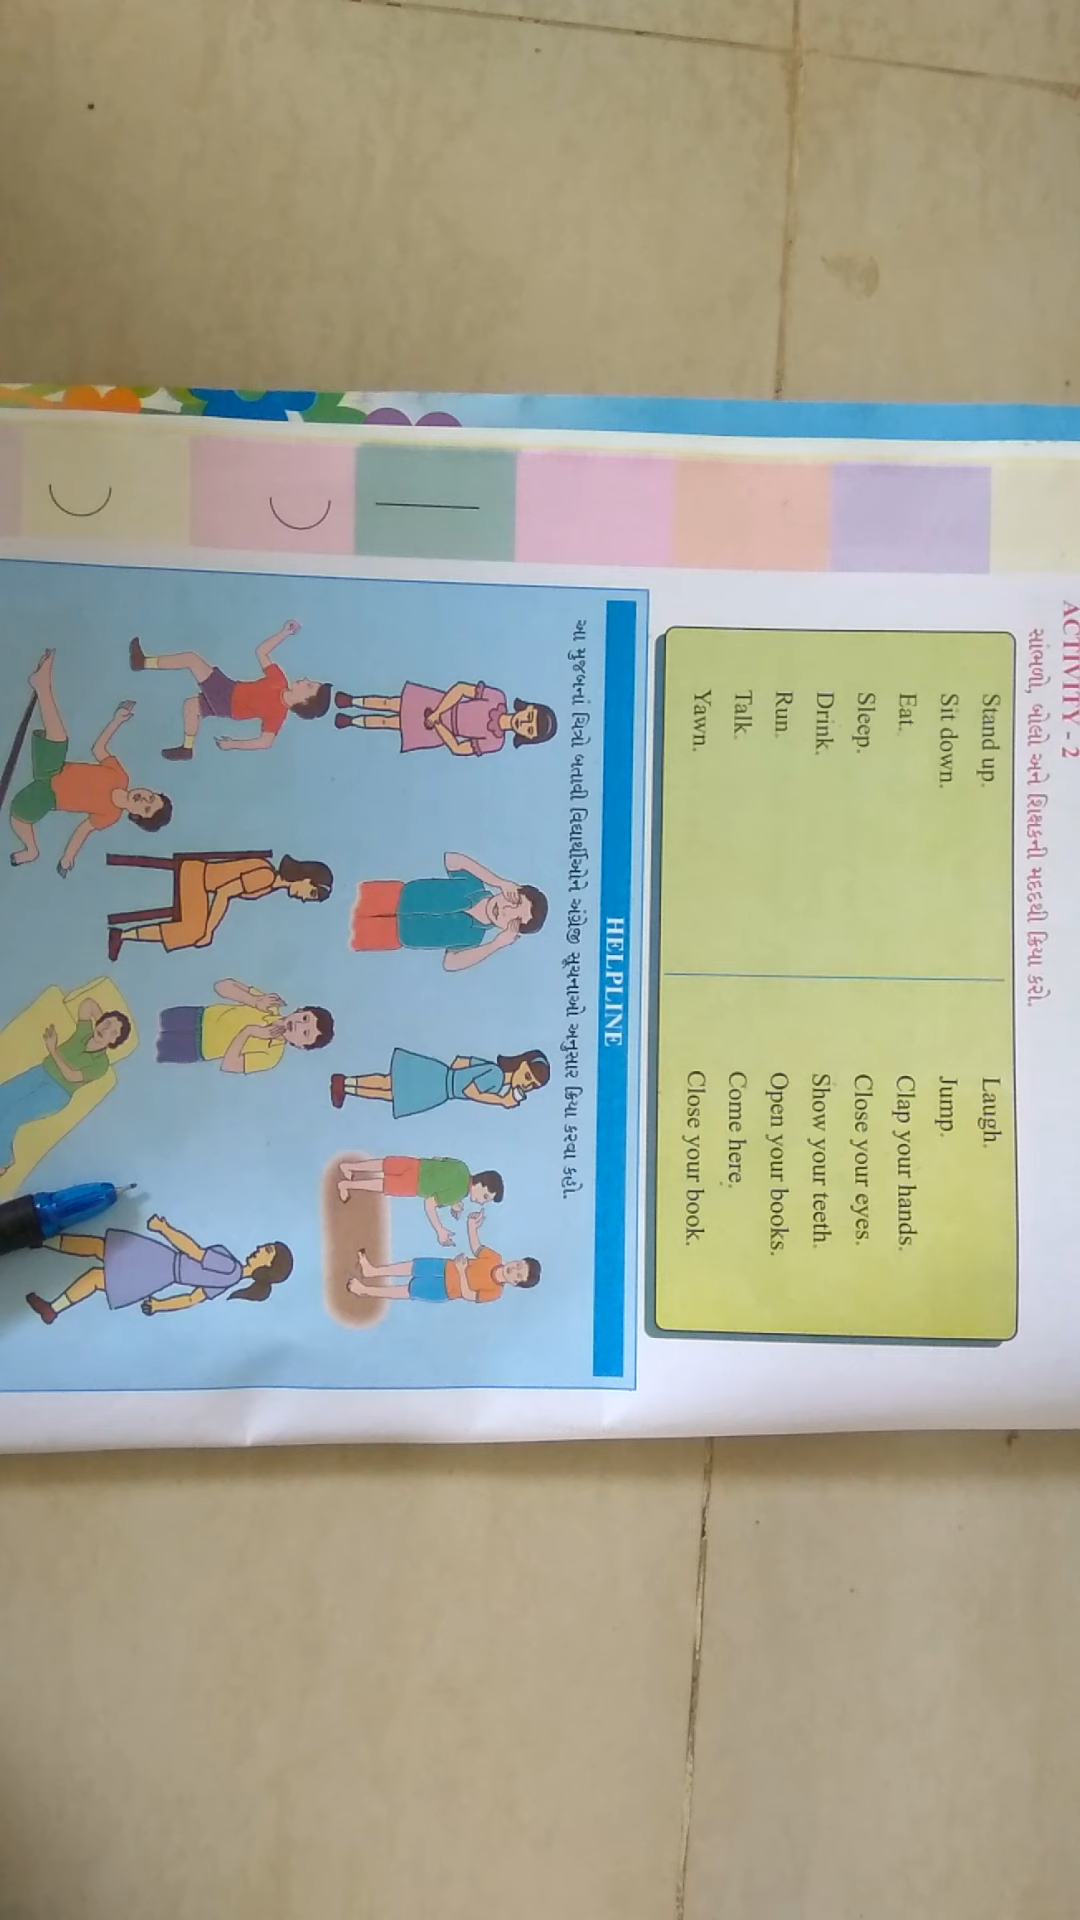 ACTIVITY - 2
સાંભળો, બોલો અને શિક્ષકની મદદથી ક્રિયા કરો.
Stand up.
Sit down.
Eat.
Sleep.
Drink.
Run.
Talk.
Yawn.
Laugh.
Jump.
Clap your hands.
Close your eyes.
Show your teeth.
Open your books.
Come here.
Close your book.
HELPLINE
આ મુજબનાં ચિત્રો બતાવી વિદ્યાર્થીઓને અંગ્રેજી સૂચનાઓ અનુસાર ક્રિયા કરવા કહો.